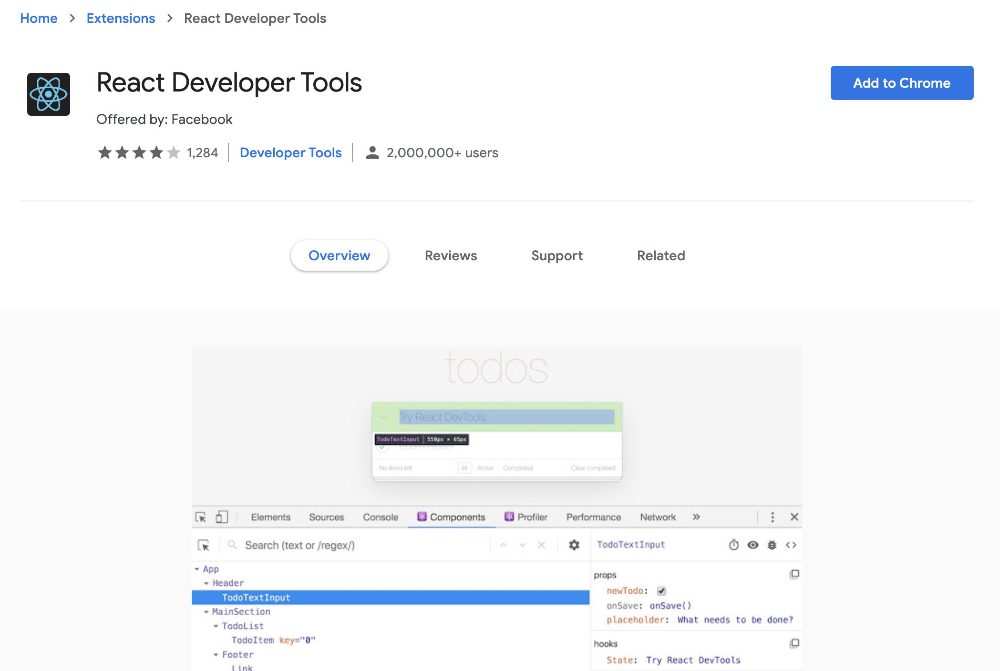 Home > Extensions > React Developer Tools
React Developer Tools
Add to Chrome
Offered by: Facebook
1,284 Developer Tools 2,000,000+ users
Overview Reviews Support Related
todos
Try React DevTools
TodoTextInput | 550px × 65px
No items left All Active Completed Clear completed
Elements Sources Console Components Profiler Performance Network »
Search (text or /regex/)
TodoTextInput
App
Header
TodoTextInput
MainSection
TodoList
TodoItem key="0"
Footer
Link
props
newTodo:
onSave: onSave()
placeholder: What needs to be done?
hooks
State: Try React DevTools